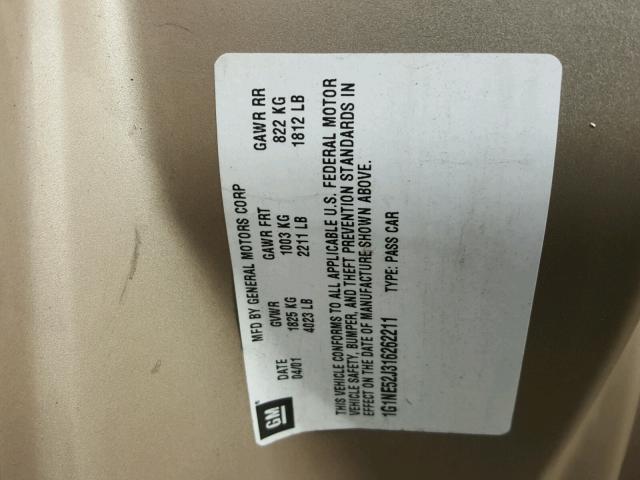 GM
MFD BY GENERAL MOTORS CORP
DATE GVWR GAWR FRT GAWR RR
04/01 1825 KG 1003 KG 822 KG
4023 LB 2211 LB 1812 LB
THIS VEHICLE CONFORMS TO ALL APPLICABLE U.S. FEDERAL MOTOR
VEHICLE SAFETY, BUMPER, AND THEFT PREVENTION STANDARDS IN
EFFECT ON THE DATE OF MANUFACTURE SHOWN ABOVE.
1G1NE52J316262211 TYPE: PASS CAR